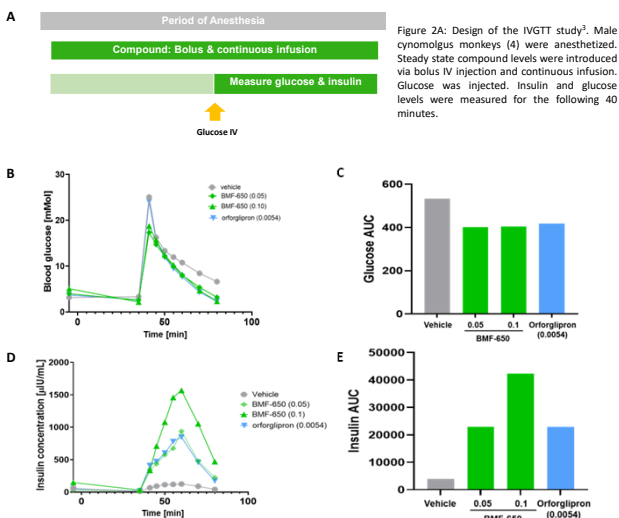 A
Period of Anesthesia
Compound: Bolus & continuous infusion
Measure glucose & insulin
Glucose IV
Figure 2A: Design of the IVGTT study³. Male
cynomolgus monkeys (4) were anesthetized.
Steady state compound levels were introduced
via bolus IV injection and continuous infusion.
Glucose was injected. Insulin and glucose
levels were measured for the following 40
minutes.
B
Blood glucose [mMol]
30
20
10
0
0
50
100
Time [min]
vehicle
BMF-650 (0.05)
BMF-650 (0.10)
orforglipron (0.0054)
C
Glucose AUC
600
400
200
0
Vehicle
0.05
0.1
Orforglipron
(0.0054)
BMF-650
D
Insulin concentration [µIU/mL]
2000
1500
1000
500
0
0
50
100
Time [min]
Vehicle
BMF-650 (0.05)
BMF-650 (0.1)
orforglipron (0.0054)
E
Insulin AUC
50000
40000
30000
20000
10000
0
Vehicle
0.05
0.1
Orforglipron
(0.0054)
BMF-650